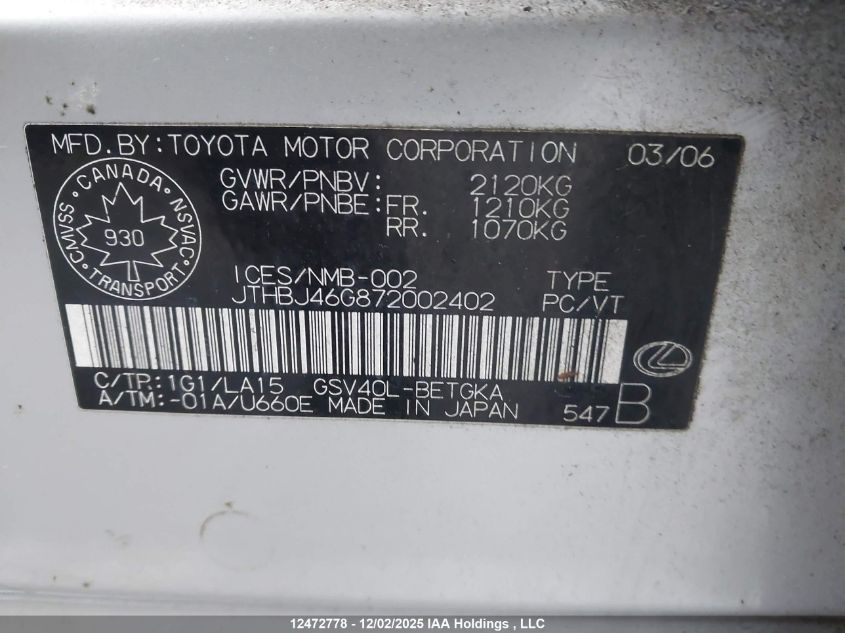 MFD. BY: TOYOTA MOTOR CORPORATION 03/06
CANADA
CMVSS 930 NSVAC
TRANSPORT
GVWR/PNBV: 2120KG
GAWR/PNBE: FR. 1210KG
RR. 1070KG
ICES/NMB-002 TYPE
JTHBJ46G872002402 PC/VT
C/TR: 1G1/LA15 GSV40L-BETGKA
A/TM: -01A/U660E MADE IN JAPAN 547 B
12472778 - 12/02/2025 IAA Holdings , LLC